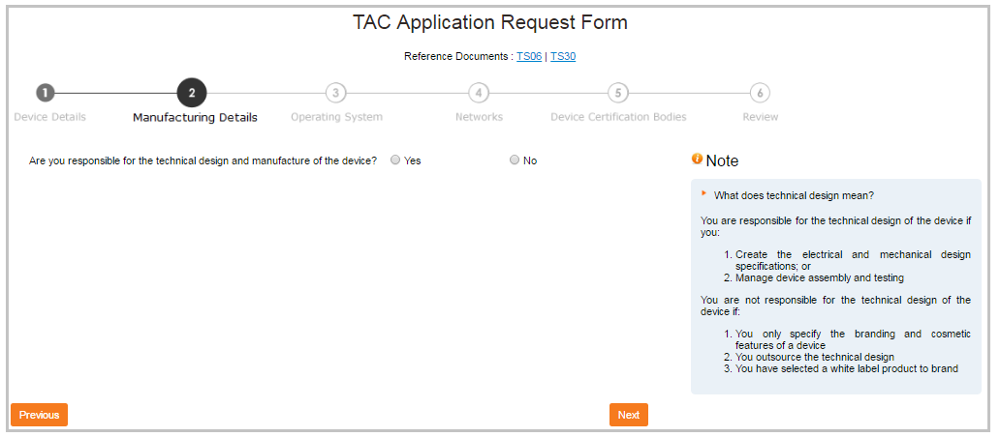 TAC Application Request Form
Reference Documents : TS06 | TS30
1 2 3 4 5 6
Device Details Manufacturing Details Operating System Networks Device Certification Bodies Review
Are you responsible for the technical design and manufacture of the device? Yes No
Note
What does technical design mean?
You are responsible for the technical design of the device if
you:
1. Create the electrical and mechanical design
specifications; or
2. Manage device assembly and testing
You are not responsible for the technical design of the
device if:
1. You only specify the branding and cosmetic
features of a device
2. You outsource the technical design
3. You have selected a white label product to brand
Previous Next